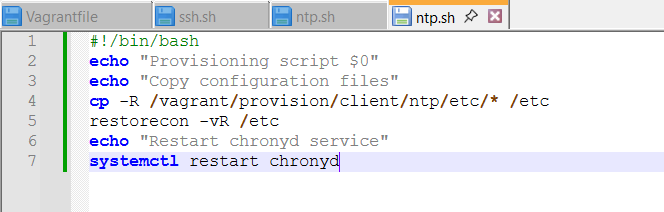 Vagrantfile ssh.sh ntp.sh ntp.sh
1 #!/bin/bash
2 echo "Provisioning script $0"
3 echo "Copy configuration files"
4 cp -R /vagrant/provision/client/ntp/etc/* /etc
5 restorecon -vR /etc
6 echo "Restart chronyd service"
7 systemctl restart chronyd